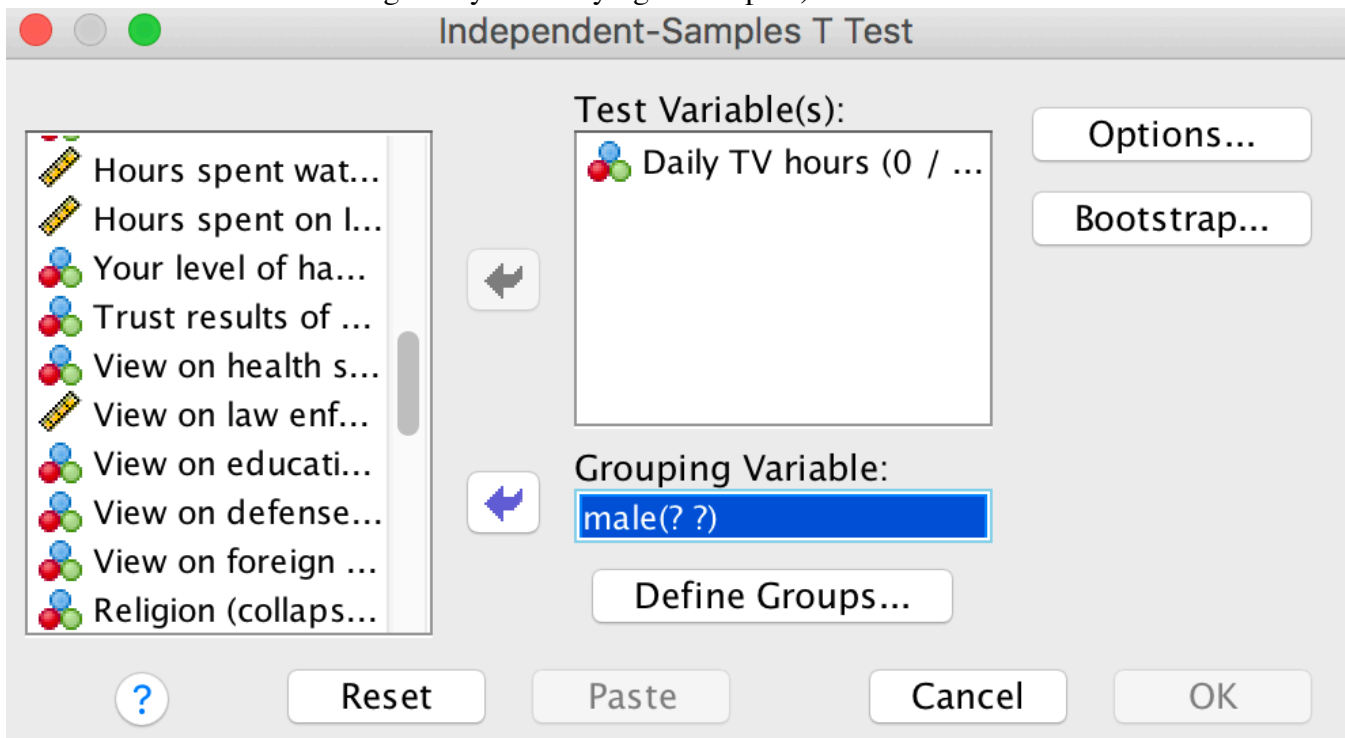 Independent-Samples T Test
Hours spent wat...
Hours spent on I...
Your level of ha...
Trust results of ...
View on health s...
View on law enf...
View on educati...
View on defense...
View on foreign ...
Religion (collaps...
Test Variable(s):
Daily TV hours (0 / ...
Grouping Variable:
male(? ?)
Define Groups...
Options...
Bootstrap...
?
Reset
Paste
Cancel
OK